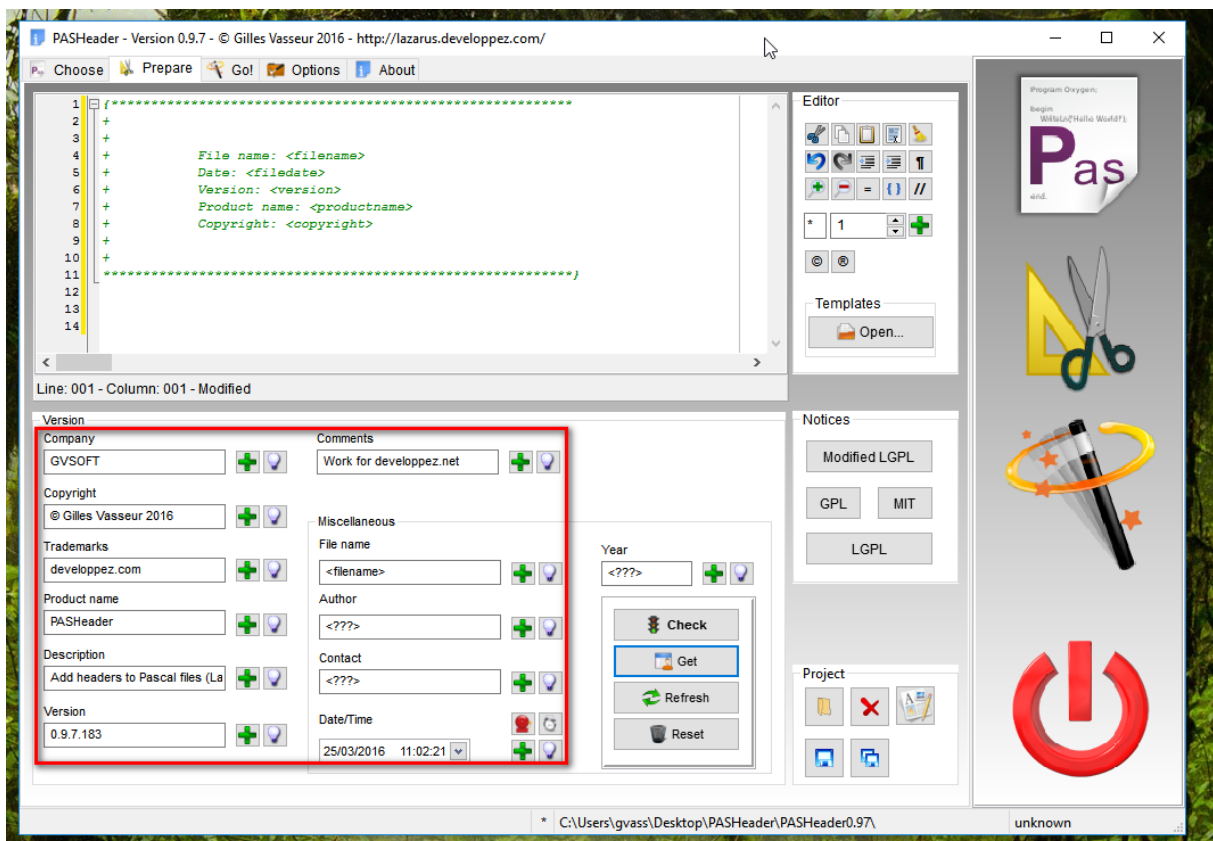 PASHeader - Version 0.9.7 - © Gilles Vasseur 2016 - http://lazarus.developpez.com/
Choose Prepare Go! Options About
1 {**********************************************************
2 +
3 +
4 + File name: <filename>
5 + Date: <filedate>
6 + Version: <version>
7 + Product name: <productname>
8 + Copyright: <copyright>
9 +
10 +
11 ***********************************************************}
12
13
14
Line: 001 - Column: 001 - Modified
Editor
= { } //
* 1
© ®
Templates
Open...
Version
Company
GVSOFT
Copyright
© Gilles Vasseur 2016
Trademarks
developpez.com
Product name
PASHeader
Description
Add headers to Pascal files (La
Version
0.9.7.183
Comments
Work for developpez.net
Miscellaneous
File name
<filename>
Author
<???>
Contact
<???>
Date/Time
25/03/2016 11:02:21
Year
<???>
Check
Get
Refresh
Reset
Notices
Modified LGPL
GPL MIT
LGPL
Project
Program Oxygen;
begin
WriteLn('Hello World!');
Pas
end.
* C:\Users\gvass\Desktop\PASHeader\PASHeader0.97\ unknown